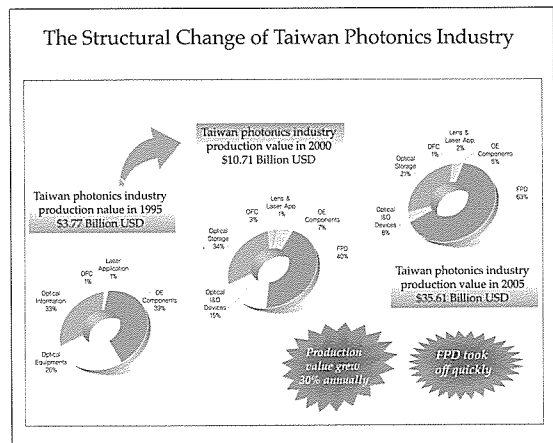 The Structural Change of Taiwan Photonics Industry
Taiwan photonics industry
production value in 2000
$10.71 Billion USD
Taiwan photonics industry
production nalue in 1995
$3.77 Billion USD
Laser
Application
1%
OFC
1%
Optical
Information
33%
OE
Components
39%
Optical
Equipments
26%
Lens &
Laser App
1%
OFC
3%
OE
Components
7%
Optical
Storage
34%
FPD
40%
Optical
I&O
Devices
15%
Lens &
Laser App.
2%
OFC
1%
OE
Components
5%
Optical
Storage
21%
FPD
63%
Optical
I&O
Devices
8%
Taiwan photonics industry
production value in 2005
$35.61 Billion USD
Production
value grew
30% annually
FPD took
off quickly